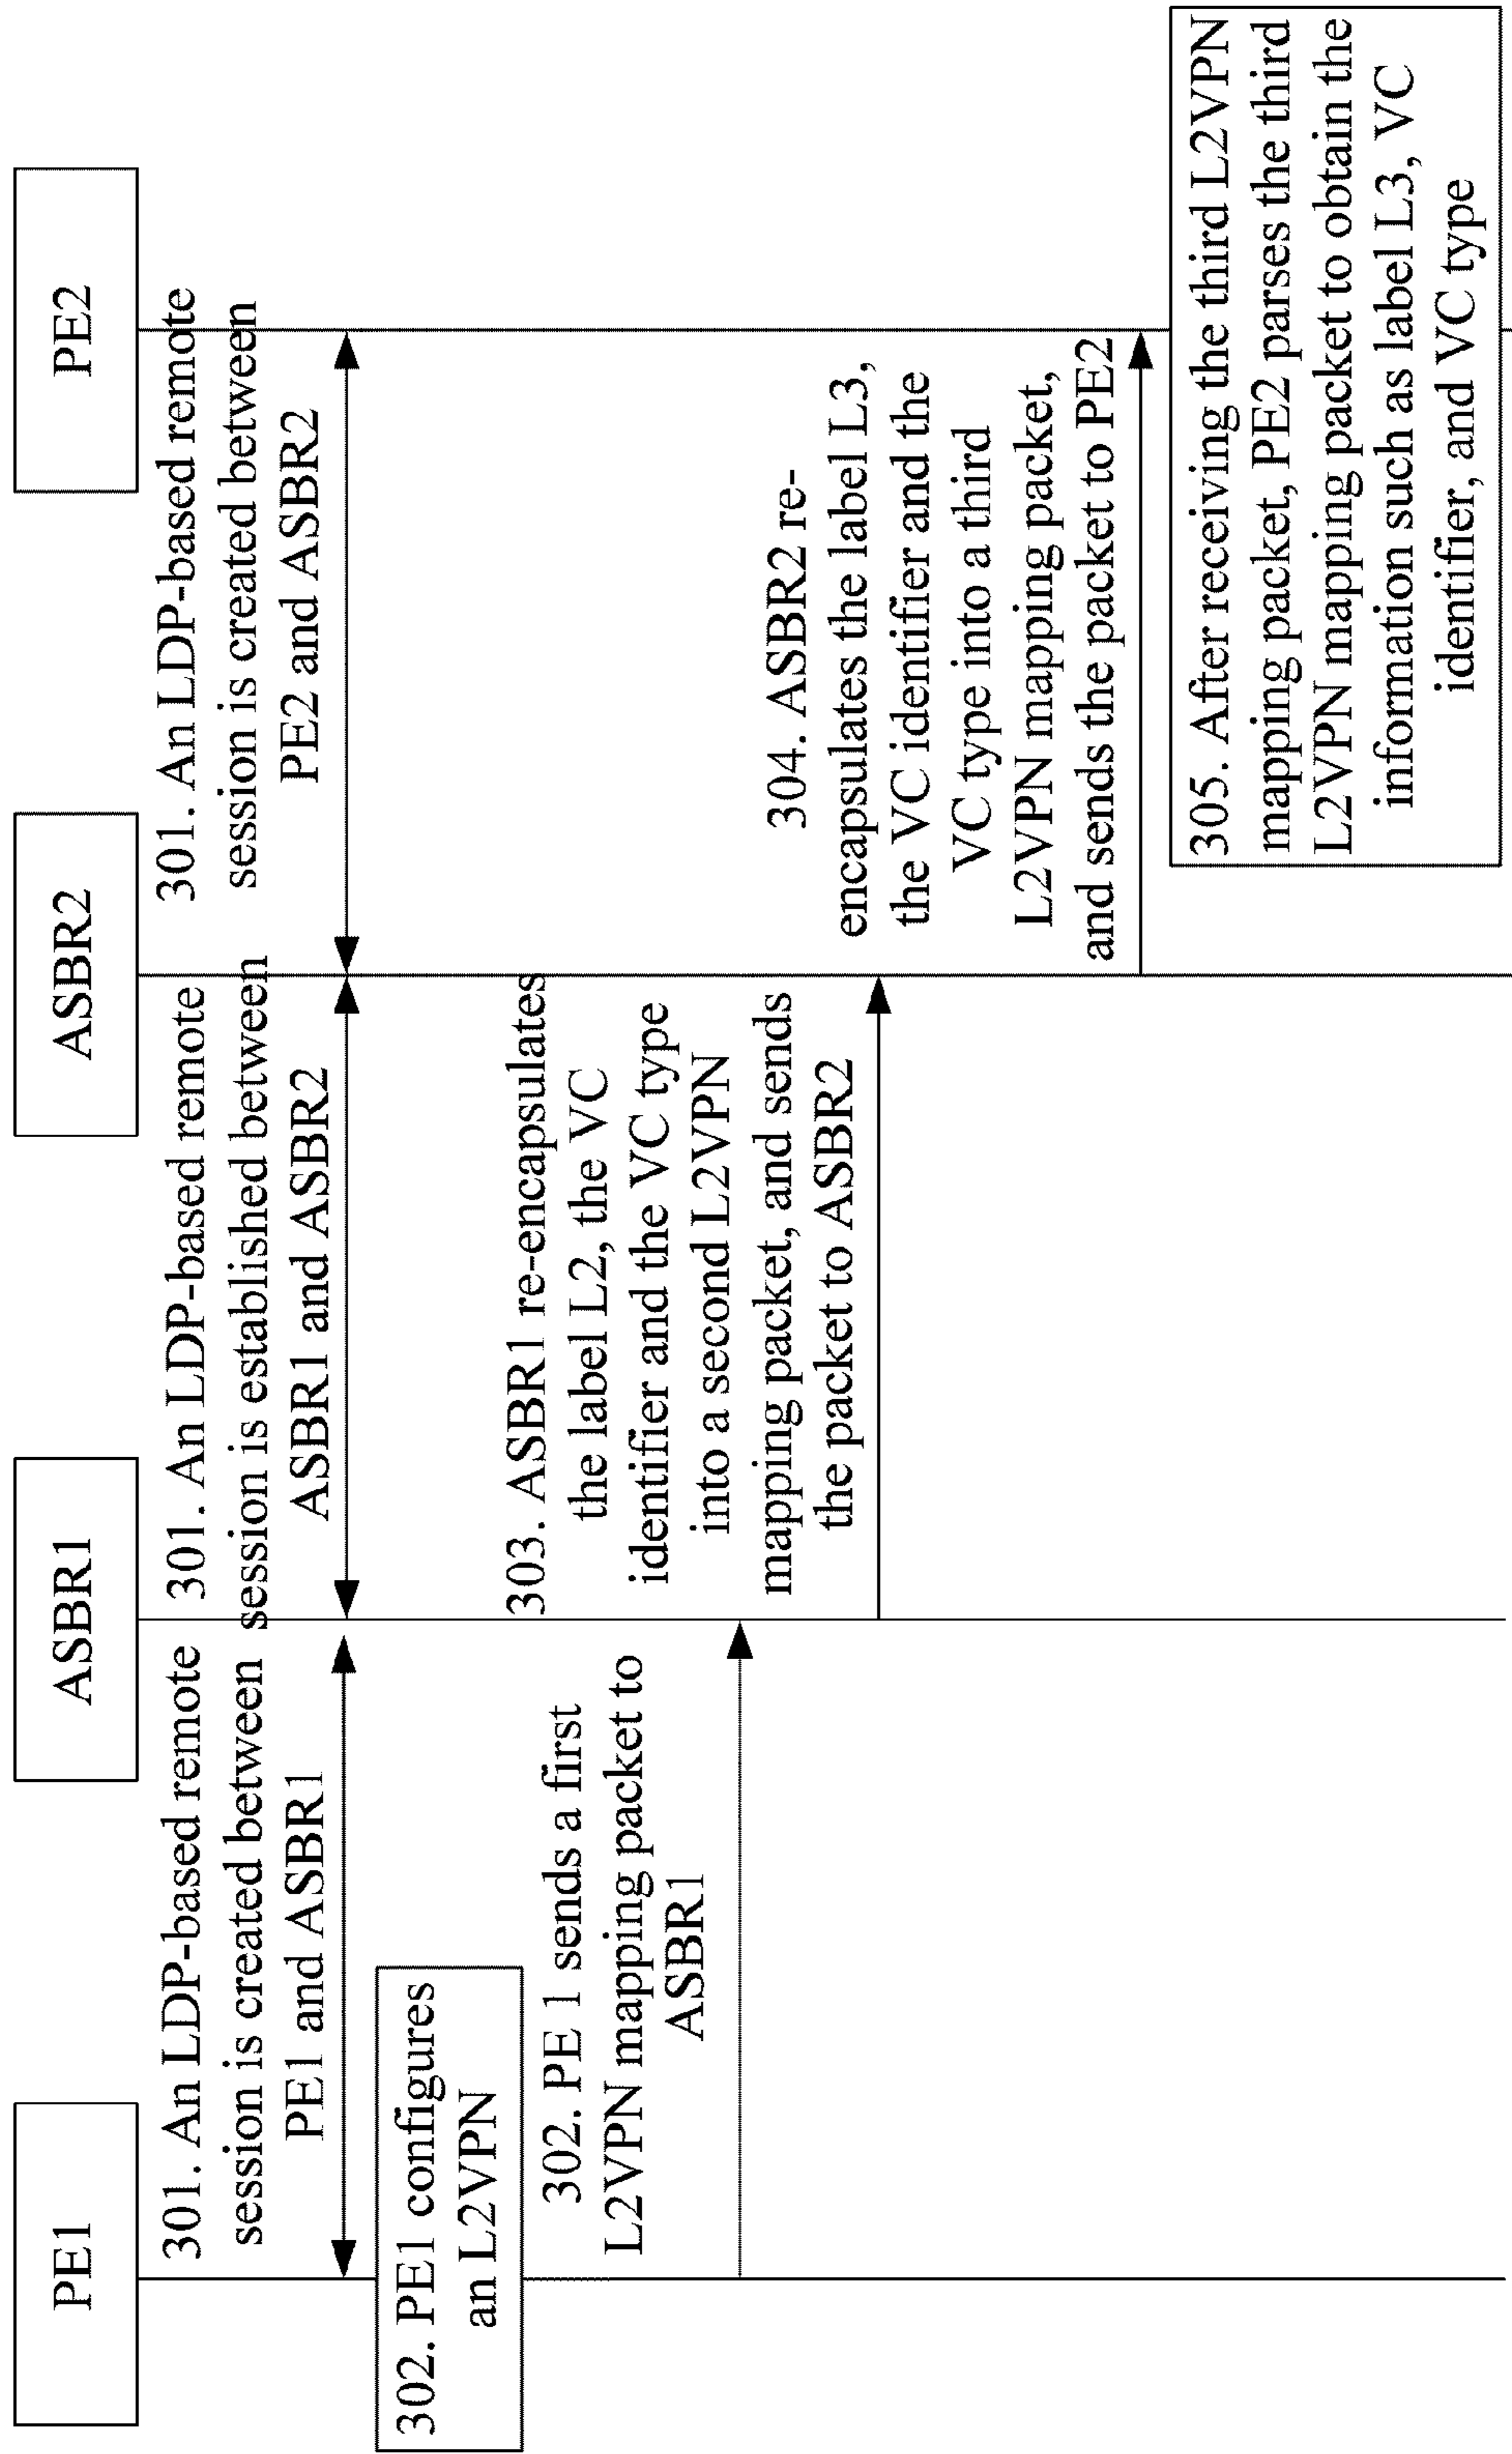 PE1
ASBR1
ASBR2
PE2
301. An LDP-based remote
session is created between
PE1 and ASBR1
301. An LDP-based remote
session is established between
ASBR1 and ASBR2
301. An LDP-based remote
session is created between
PE2 and ASBR2
302. PE1 configures
an L2VPN
302. PE 1 sends a first
L2VPN mapping packet to
ASBR1
303. ASBR1 re-encapsulates
the label L2, the VC
identifier and the VC type
into a second L2VPN
mapping packet, and sends
the packet to ASBR2
304. ASBR2 re-
encapsulates the label L3,
the VC identifier and the
VC type into a third
L2VPN mapping packet,
and sends the packet to PE2
305. After receiving the third L2VPN
mapping packet, PE2 parses the third
L2VPN mapping packet to obtain the
information such as label L3, VC
identifier, and VC type